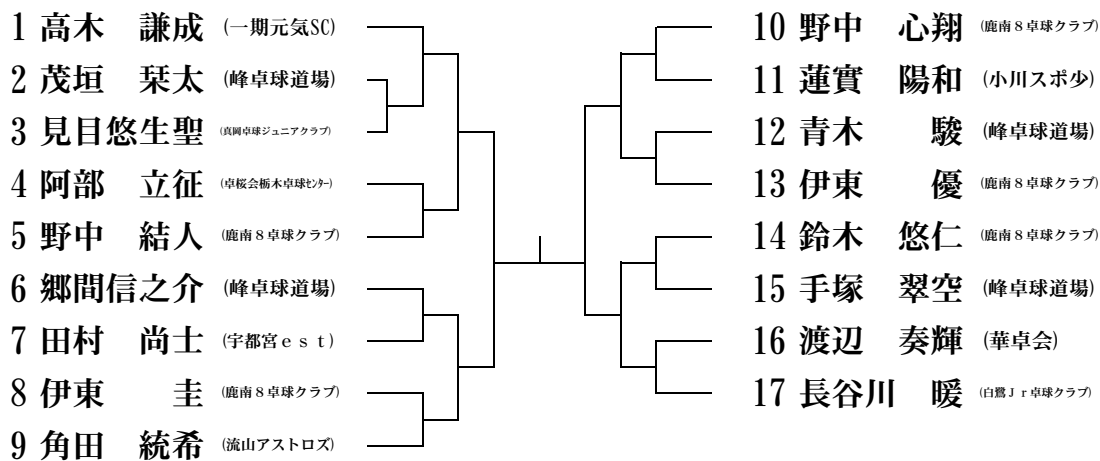 1 高木　謙成 (一期元気SC)
2 茂垣　栞太 (峰卓球道場)
3 見目悠生聖 (真岡卓球ジュニアクラブ)
4 阿部　立征 (卓桜会栃木卓球ｾﾝﾀｰ)
5 野中　結人 (鹿南８卓球クラブ)
6 郷間信之介 (峰卓球道場)
7 田村　尚士 (宇都宮ｅｓｔ)
8 伊東　圭 (鹿南８卓球クラブ)
9 角田　統希 (流山アストロズ)
10 野中　心翔 (鹿南８卓球クラブ)
11 蓮實　陽和 (小川スポ少)
12 青木　駿 (峰卓球道場)
13 伊東　優 (鹿南８卓球クラブ)
14 鈴木　悠仁 (鹿南８卓球クラブ)
15 手塚　翠空 (峰卓球道場)
16 渡辺　奏輝 (華卓会)
17 長谷川　暖 (白鷺Ｊｒ卓球クラブ)